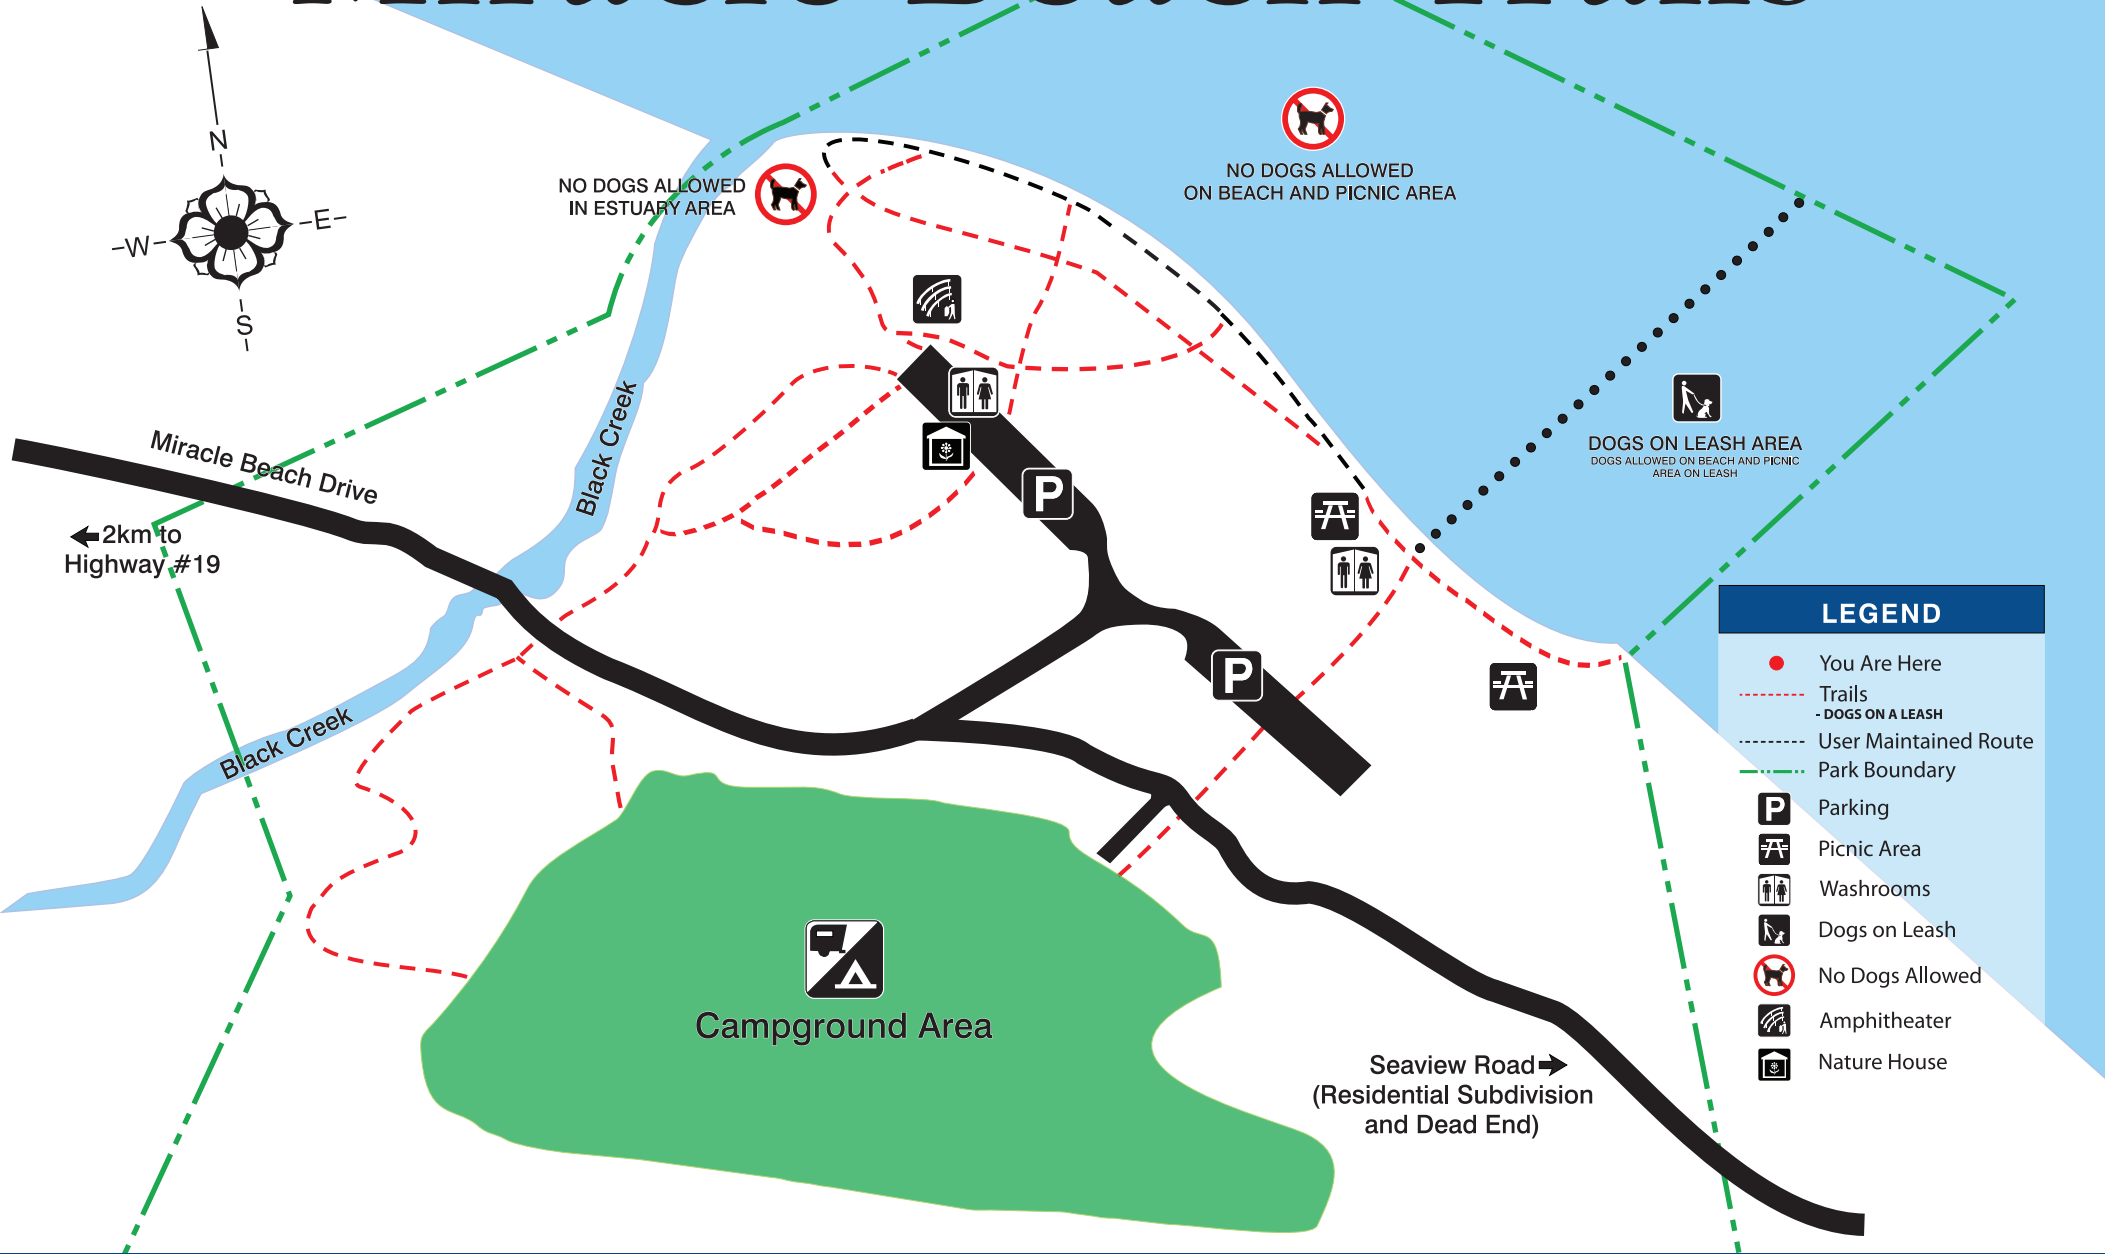 Miracle Beach Trails
N
E
W
S
NO DOGS ALLOWED
IN ESTUARY AREA
NO DOGS ALLOWED
ON BEACH AND PICNIC AREA
DOGS ON LEASH AREA
DOGS ALLOWED ON BEACH AND PICNIC
AREA ON LEASH
Miracle Beach Drive
Black Creek
2km to
Highway #19
P
P
Black Creek
Campground Area
Seaview Road
(Residential Subdivision
and Dead End)
LEGEND
You Are Here
Trails
- DOGS ON A LEASH
User Maintained Route
Park Boundary
P Parking
Picnic Area
Washrooms
Dogs on Leash
No Dogs Allowed
Amphitheater
Nature House